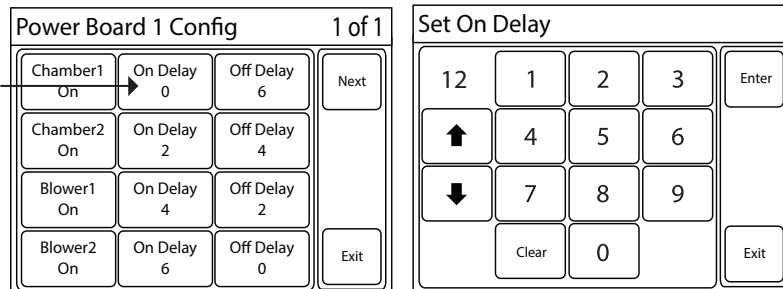 Power Board 1 Config 1 of 1
Chamber1 On
On Delay 0
Off Delay 6
Next
Chamber2 On
On Delay 2
Off Delay 4
Blower1 On
On Delay 4
Off Delay 2
Blower2 On
On Delay 6
Off Delay 0
Exit
Set On Delay
12 1 2 3 Enter
4 5 6
7 8 9
Clear 0 Exit